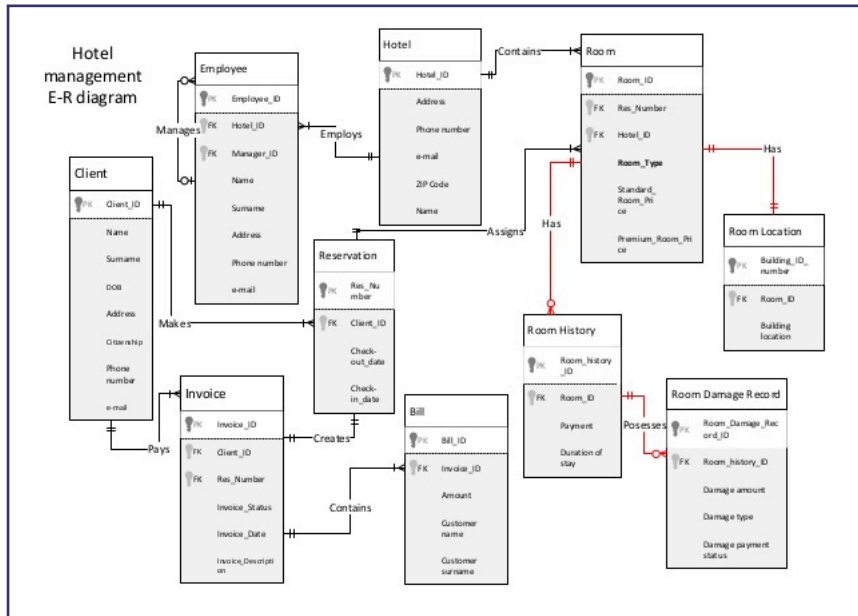 Hotel
management
E-R diagram
Employee
PK Employee_ID
FK Hotel_ID
FK Manager_ID
Name
Surname
Address
Phone number
e-mail
Manages
Employs
Hotel
PK Hotel_ID
Address
Phone number
e-mail
ZIP Code
Name
Contains
Room
PK Room_ID
FK Res_Number
FK Hotel_ID
Room_Type
Standard_
Room_Pri
ce
Premium_Room_Pri
ce
Has
Has
Assigns
Client
PK Client_ID
Name
Surname
DOB
Address
Citizenship
Phone
number
e-mail
Makes
Pays
Reservation
PK Res_Nu
mber
FK Client_ID
Check-
out_date
Check-
in_date
Creates
Room Location
PK Building_ID_
number
FK Room_ID
Building
location
Room History
PK Room_history
_ID
FK Room_ID
Payment
Duration of
stay
Posesses
Room Damage Record
PK Room_Damage_Rec
ord_ID
FK Room_history_ID
Damage amount
Damage type
Damage payment
status
Invoice
PK Invoice_ID
FK Client_ID
FK Res_Number
Invoice_Status
Invoice_Date
Invoice_Descripti
on
Contains
Bill
PK Bill_ID
FK Invoice_ID
Amount
Customer
name
Customer
surname